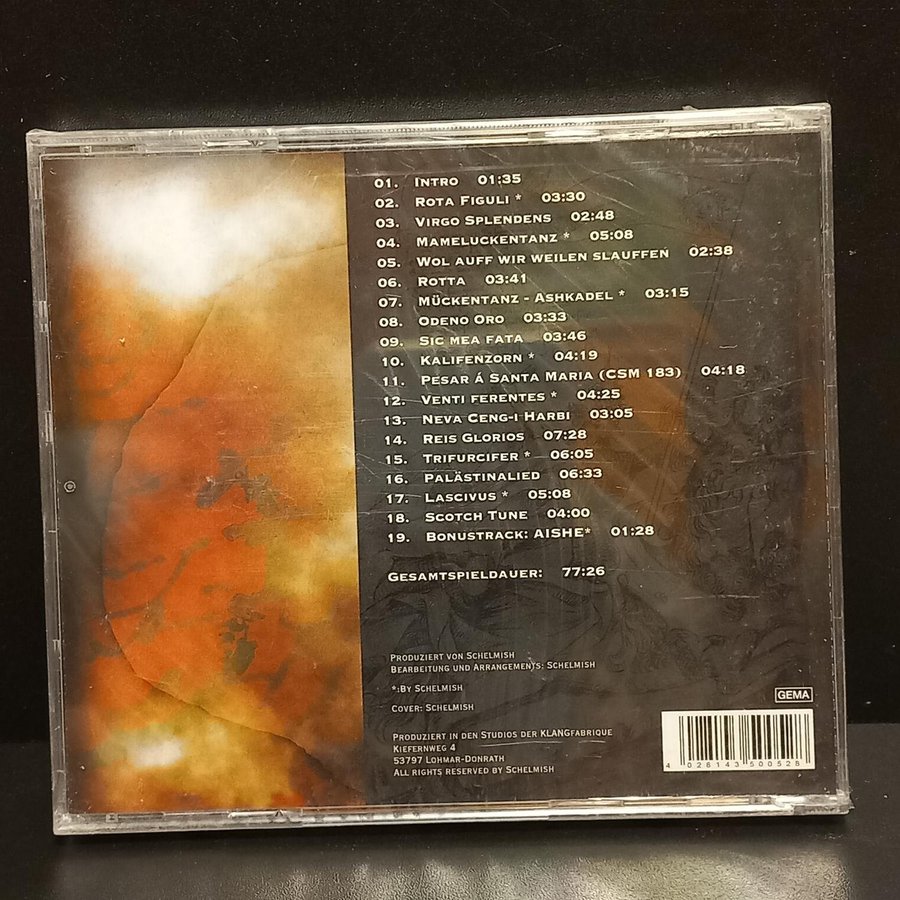 01. Intro 01:35
02. Rota Figuli * 03:30
03. Virgo Splendens 02:48
04. Mameluckentanz * 05:08
05. Wol auff wir weilen slauffen 02:38
06. Rotta 03:41
07. Mückentanz - Ashkadel * 03:15
08. Odeno Oro 03:33
09. Sic mea fata 03:46
10. Kalifenzorn * 04:19
11. Pesar á Santa Maria (CSM 183) 04:18
12. Venti ferentes * 04:25
13. Neva Ceng-i Harbi 03:05
14. Reis Glorios 07:28
15. Trifurcifer * 06:05
16. Palästinalied 06:33
17. Lascivus * 05:08
18. Scotch Tune 04:00
19. Bonustrack: AISHE* 01:28
Gesamtspieldauer: 77:26
Produziert von Schelmish
Bearbeitung und Arrangements: Schelmish
*:By Schelmish
Cover: Schelmish
Produziert in den Studios der KLANGfabrique
Kiefernweg 4
53797 Lohmar-Donrath
All rights reserved by Schelmish
GEMA
4 028143 500528